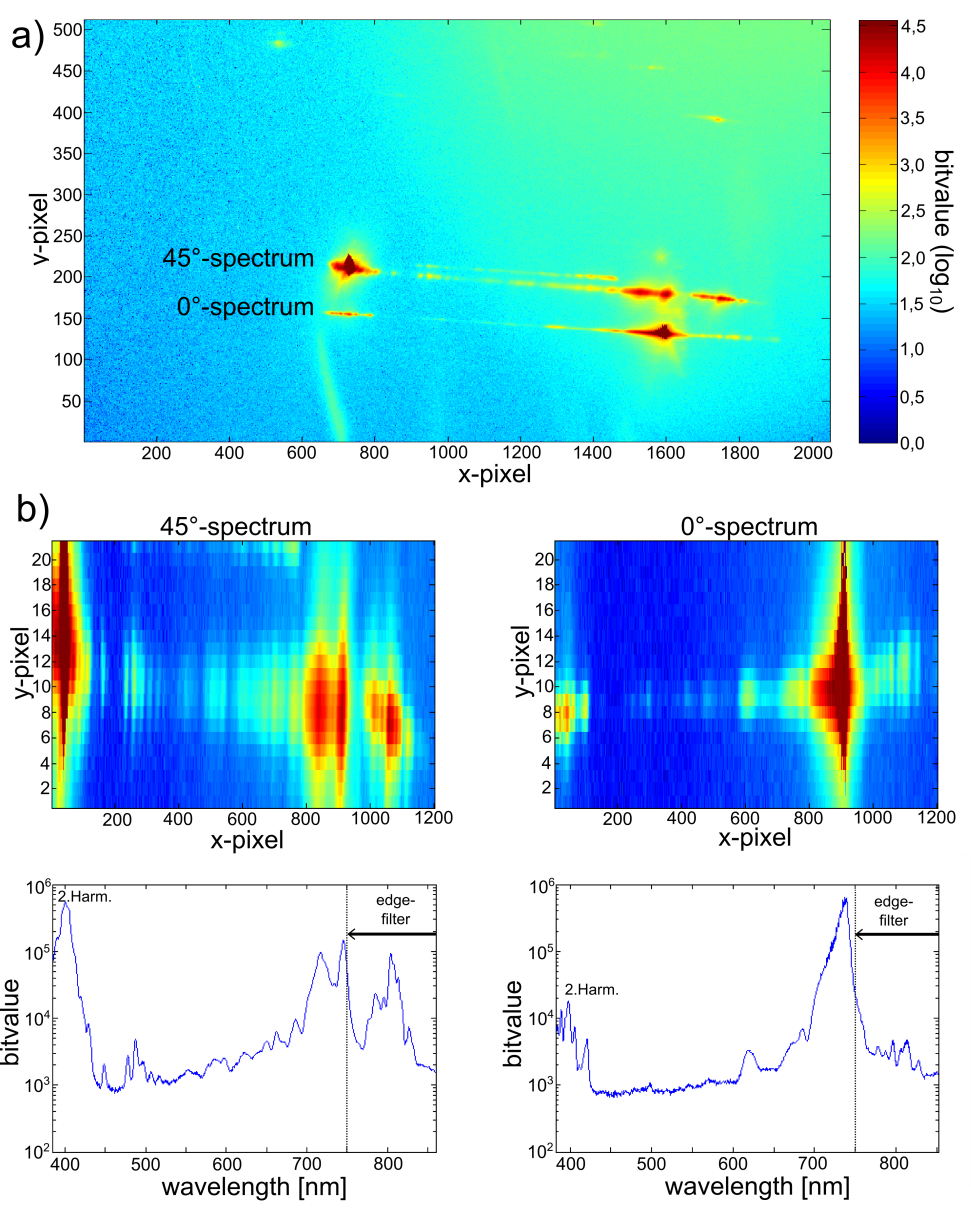 a)
500
450
400
350
300
250
200
150
100
50
y-pixel
45°-spectrum
0°-spectrum
200 400 600 800 1000 1200 1400 1600 1800 2000
x-pixel
4,5
4,0
3,5
3,0
2,5
2,0
1,5
1,0
0,5
0,0
bitvalue (log10)
b)
45°-spectrum
20
18
16
14
12
10
8
6
4
2
y-pixel
200 400 600 800 1000 1200
x-pixel
0°-spectrum
20
18
16
14
12
10
8
6
4
2
y-pixel
200 400 600 800 1000 1200
x-pixel
10^6
10^5
10^4
10^3
10^2
bitvalue
2.Harm.
edge-
filter
400 500 600 700 800
wavelength [nm]
10^6
10^5
10^4
10^3
10^2
bitvalue
2.Harm.
edge-
filter
400 500 600 700 800
wavelength [nm]